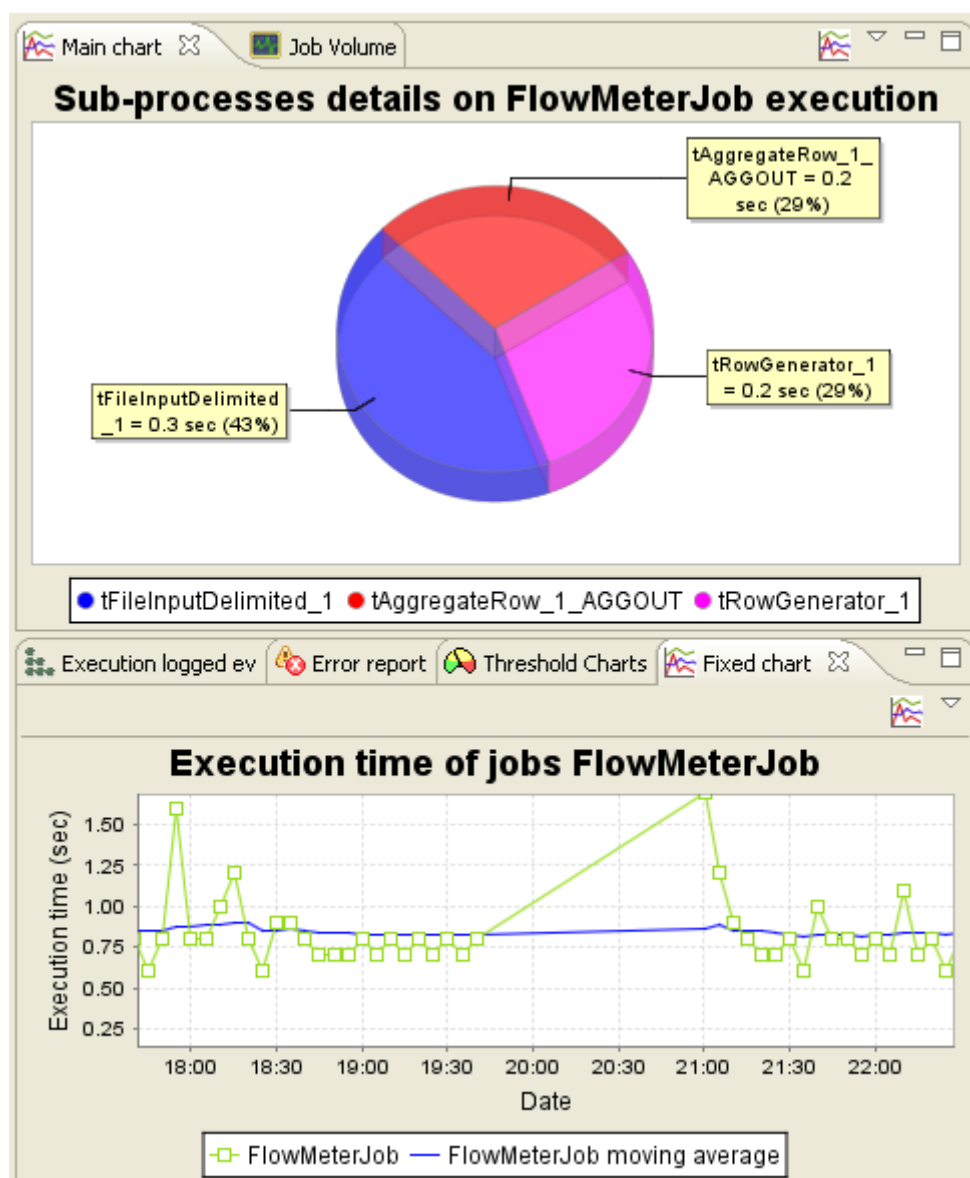 Main chart
Job Volume
Sub-processes details on FlowMeterJob execution
tAggregateRow_1_
AGGOUT = 0.2
sec (29%)
tRowGenerator_1
= 0.2 sec (29%)
tFileInputDelimited
_1 = 0.3 sec (43%)
tFileInputDelimited_1 tAggregateRow_1_AGGOUT tRowGenerator_1
Execution logged ev
Error report
Threshold Charts
Fixed chart
Execution time of jobs FlowMeterJob
Execution time (sec)
1.50
1.25
1.00
0.75
0.50
0.25
18:00 18:30 19:00 19:30 20:00 20:30 21:00 21:30 22:00
Date
FlowMeterJob FlowMeterJob moving average